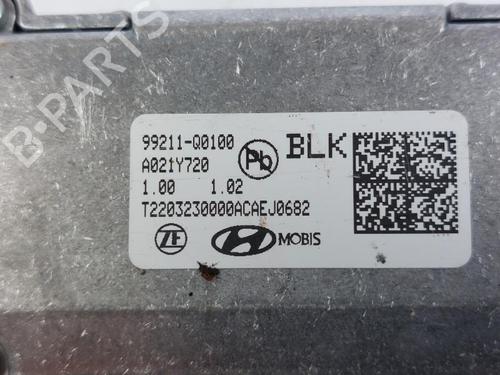 B-PARTS
99211-Q0100
A021Y720
Pb
BLK
1.00 1.02
T2203230000ACAEJ0682
ZF
MOBIS